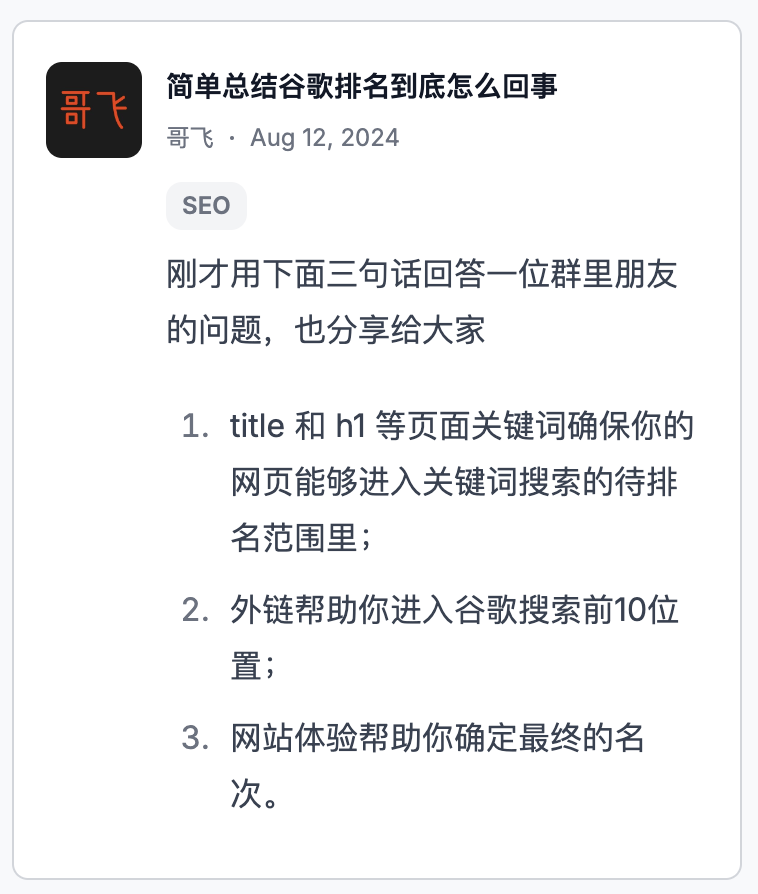 哥飞
简单总结谷歌排名到底怎么回事
哥飞 · Aug 12, 2024
SEO
刚才用下面三句话回答一位群里朋友
的问题，也分享给大家
1. title 和 h1 等页面关键词确保你的
网页能够进入关键词搜索的待排
名范围里；
2. 外链帮助你进入谷歌搜索前10位
置；
3. 网站体验帮助你确定最终的名
次。